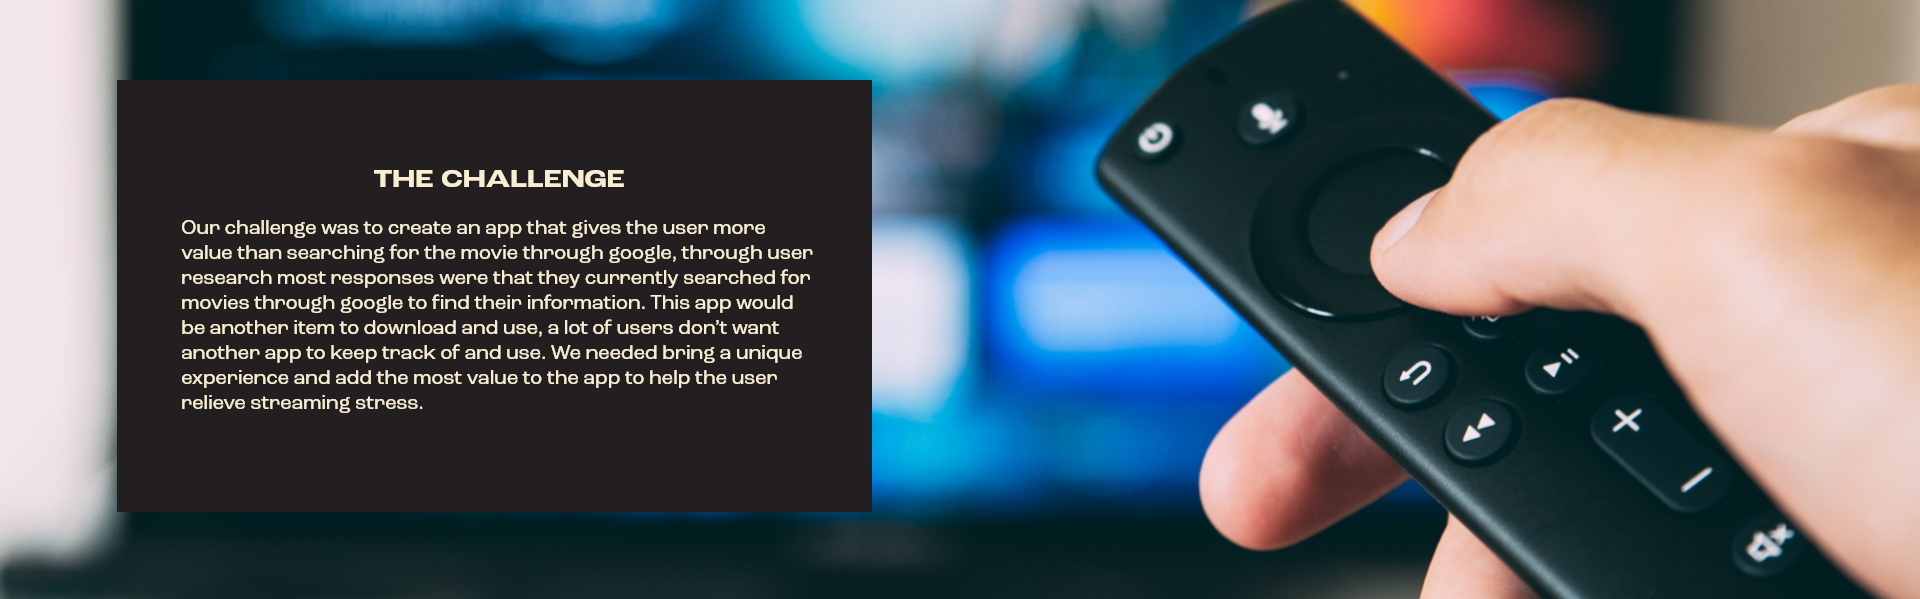 THE CHALLENGE
Our challenge was to create an app that gives the user more
value than searching for the movie through google, through user
research most responses were that they currently searched for
movies through google to find their information. This app would
be another item to download and use, a lot of users don’t want
another app to keep track of and use. We needed bring a unique
experience and add the most value to the app to help the user
relieve streaming stress.